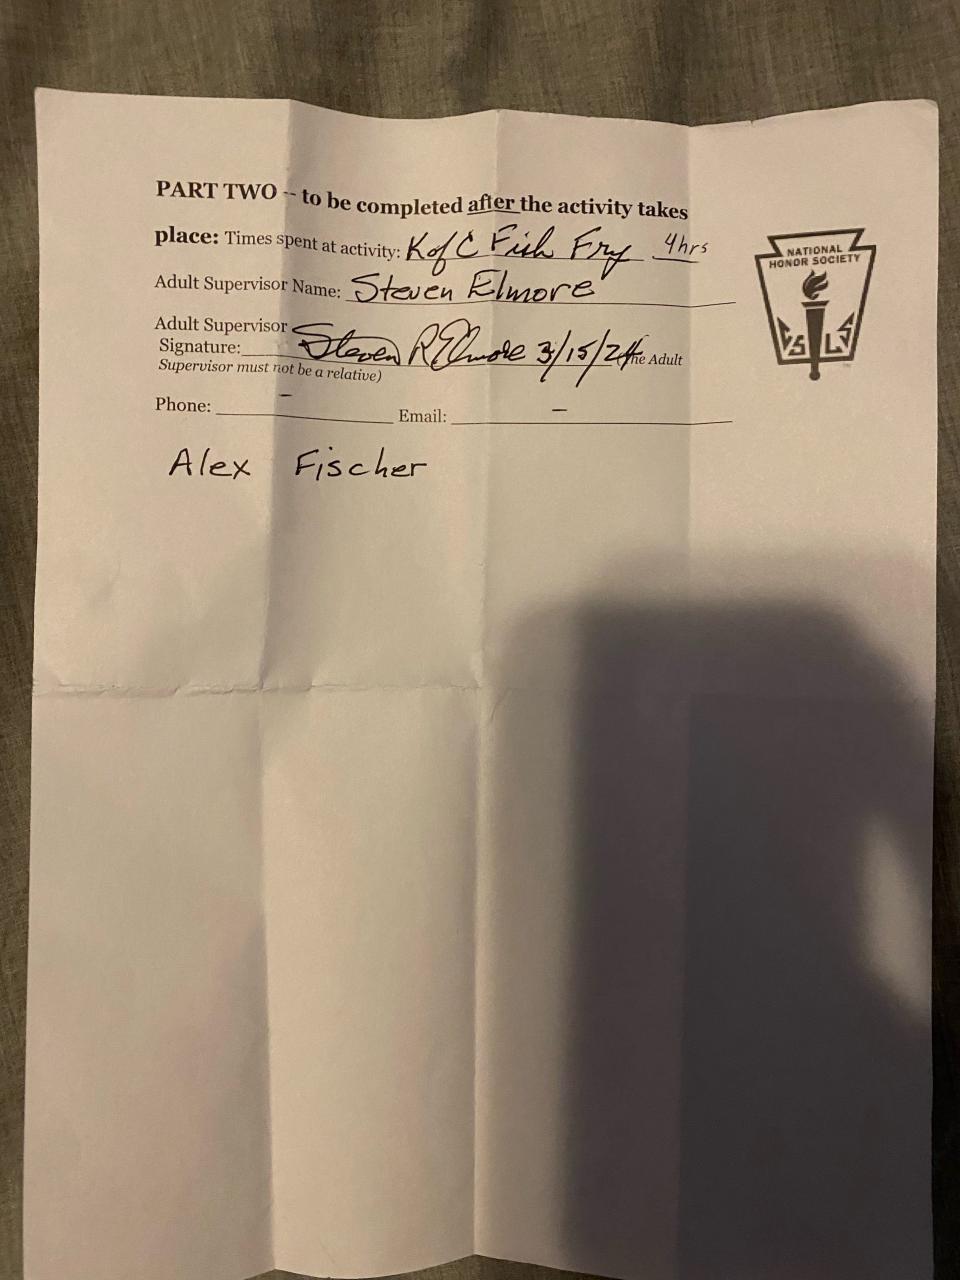 PART TWO -- to be completed after the activity takes
place: Times spent at activity: K of C Fish Fry 4hrs
Adult Supervisor Name: Steven Elmore
Adult Supervisor
Signature: Steven R Elmore 3/15/24 (The Adult
Supervisor must not be a relative)
Phone: – Email: –
Alex Fischer
NATIONAL
HONOR SOCIETY
S L S